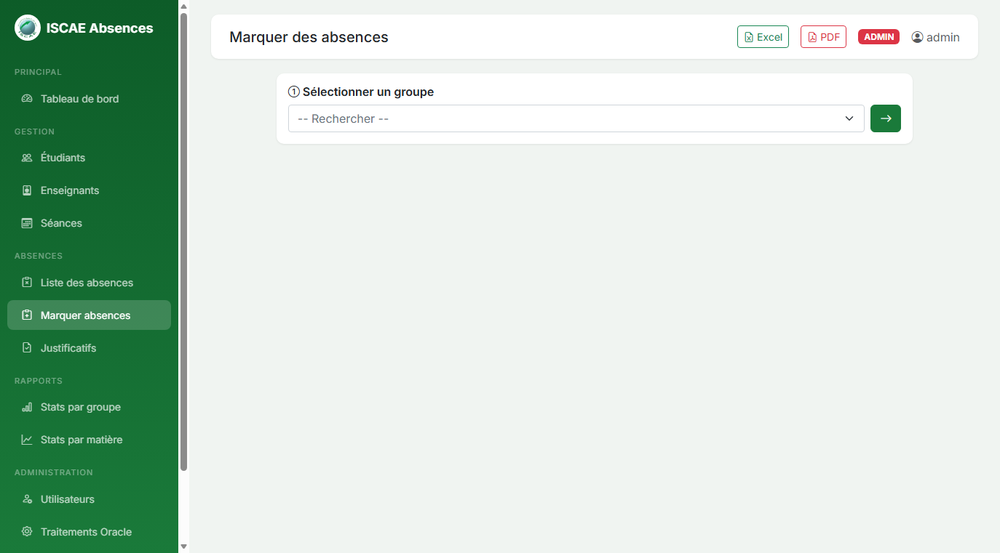 ISCAE Absences
PRINCIPAL
Tableau de bord
GESTION
Étudiants
Enseignants
Séances
ABSENCES
Liste des absences
Marquer absences
Justificatifs
RAPPORTS
Stats par groupe
Stats par matière
ADMINISTRATION
Utilisateurs
Traitements Oracle
Marquer des absences
Excel
PDF
ADMIN
admin
① Sélectionner un groupe
-- Rechercher --